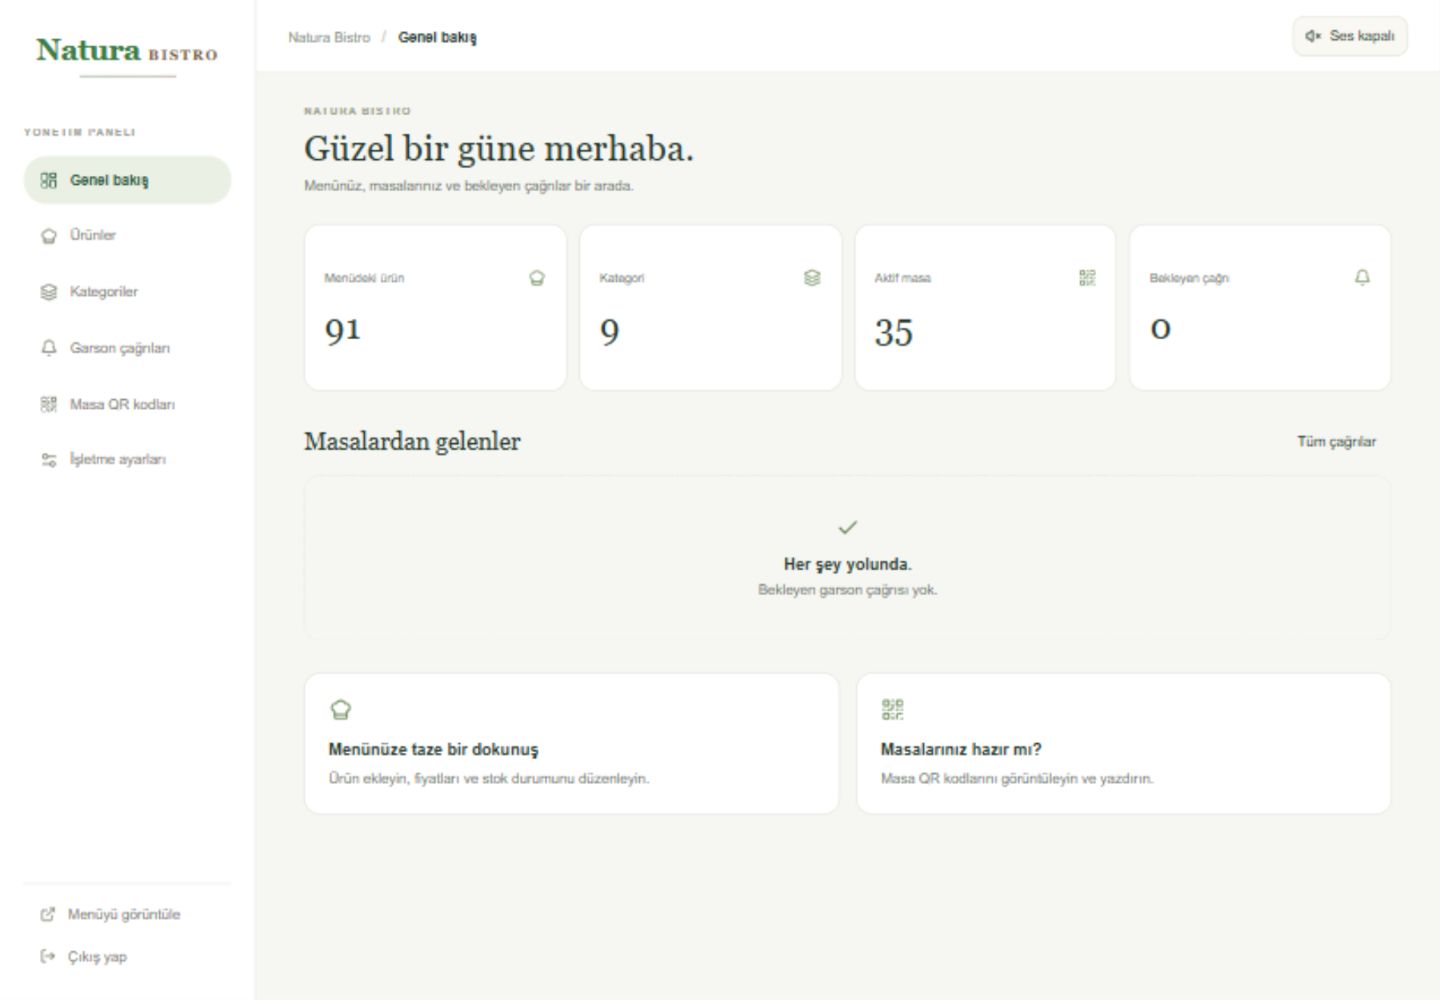 Natura BISTRO
YÖNETİM PANELİ
Genel bakış
Ürünler
Kategoriler
Garson çağrıları
Masa QR kodları
İşletme ayarları
Menüyü görüntüle
Çıkış yap
Natura Bistro / Genel bakış
Ses kapalı
NATURA BISTRO
Güzel bir güne merhaba.
Menünüz, masalarınız ve bekleyen çağrılar bir arada.
Menüdeki ürün
91
Kategori
9
Aktif masa
35
Bekleyen çağrı
0
Masalardan gelenler
Tüm çağrılar
Her şey yolunda.
Bekleyen garson çağrısı yok.
Menünüze taze bir dokunuş
Ürün ekleyin, fiyatları ve stok durumunu düzenleyin.
Masalarınız hazır mı?
Masa QR kodlarını görüntüleyin ve yazdırın.